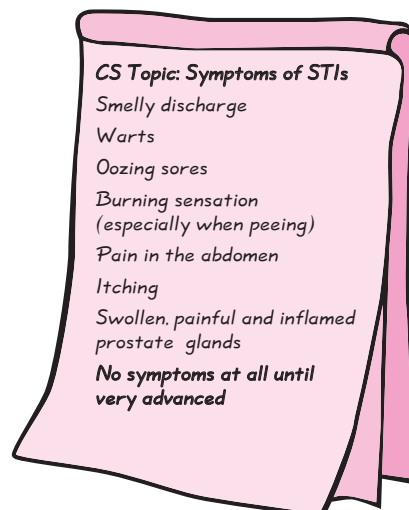 CS Topic: Symptoms of STIs
Smelly discharge
Warts
Oozing sores
Burning sensation
(especially when peeing)
Pain in the abdomen
Itching
Swollen, painful and inflamed
prostate glands
No symptoms at all until
very advanced